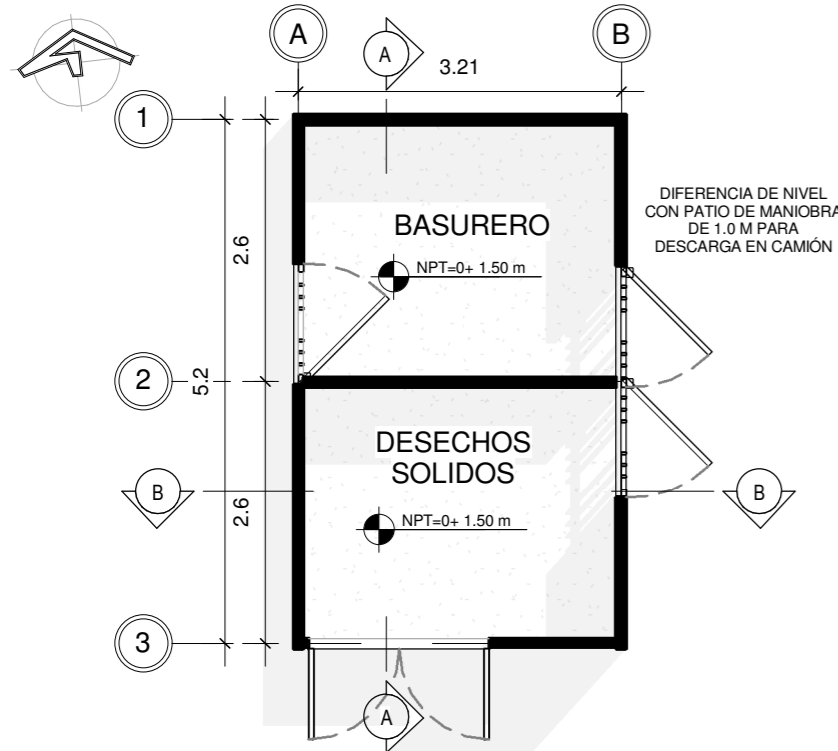 A
B
A
3.21
1
DIFERENCIA DE NIVEL
CON PATIO DE MANIOBRA
DE 1.0 M PARA
DESCARGA EN CAMIÓN
BASURERO
2.6
NPT=0+ 1.50 m
2
5.2
DESECHOS
SOLIDOS
B
B
2.6
NPT=0+ 1.50 m
3
A